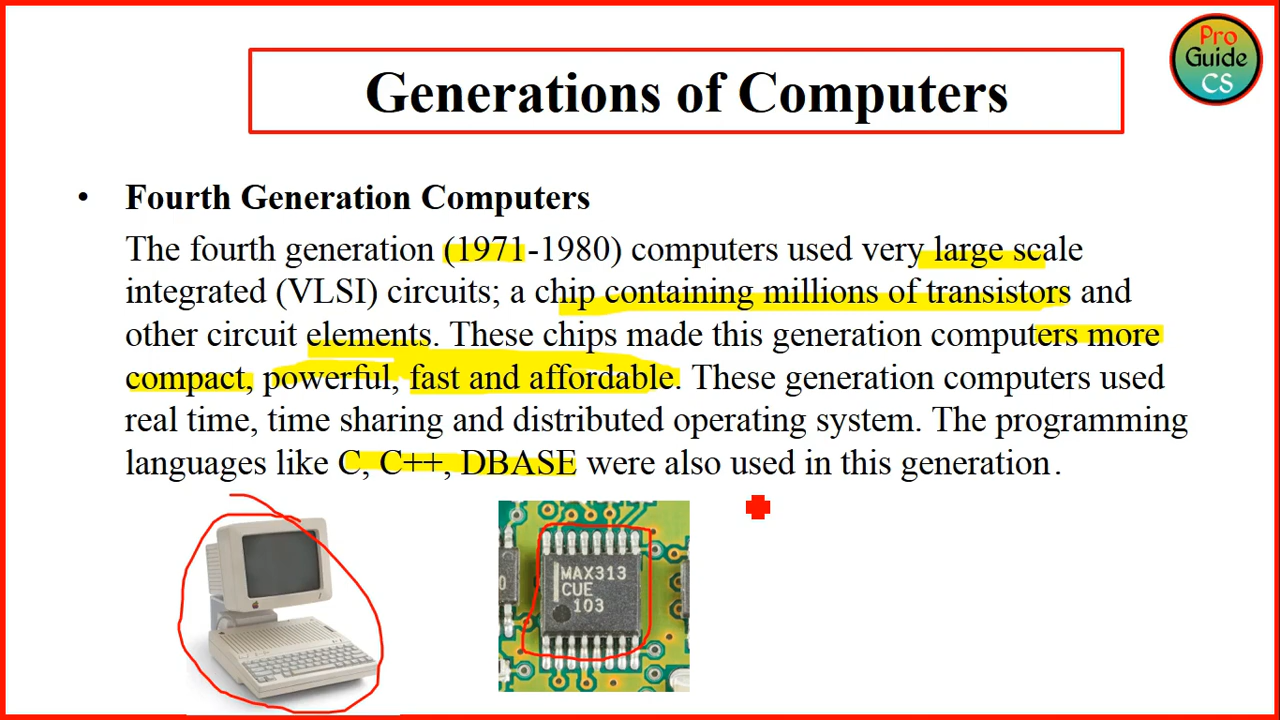 Pro
Guide
CS
Generations of Computers
• Fourth Generation Computers
The fourth generation (1971-1980) computers used very large scale
integrated (VLSI) circuits; a chip containing millions of transistors and
other circuit elements. These chips made this generation computers more
compact, powerful, fast and affordable. These generation computers used
real time, time sharing and distributed operating system. The programming
languages like C, C++, DBASE were also used in this generation.
MAX313
CUE
103
0